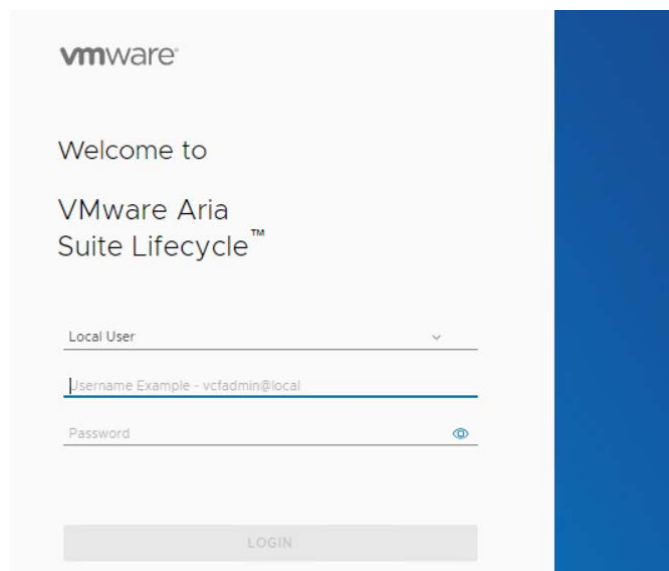 vmware®
Welcome to
VMware Aria
Suite Lifecycle™
Local User
Username Example - vcfadmin@local
Password
LOGIN